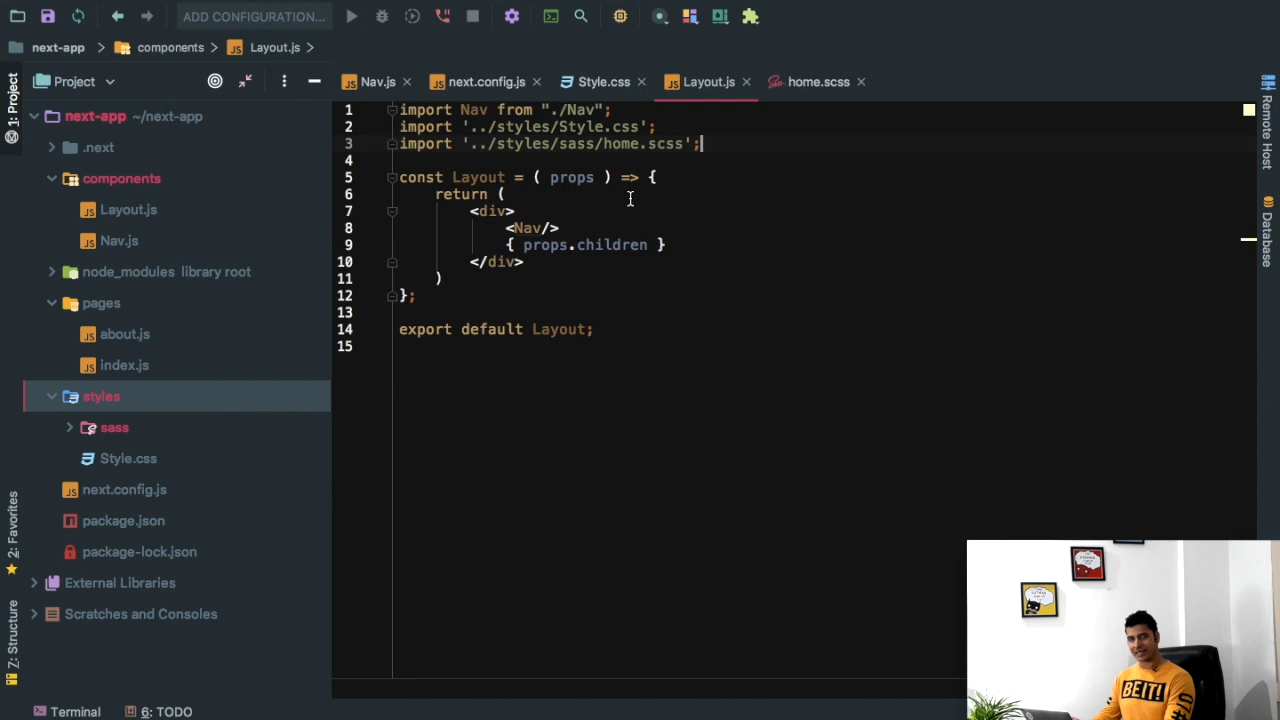 ADD CONFIGURATION...
next-app
components
Layout.js
1: Project
Project
Nav.js
next.config.js
Style.css
Layout.js
home.scss
next-app ~/next-app
.next
components
Layout.js
Nav.js
node_modules library root
pages
about.js
index.js
styles
sass
Style.css
next.config.js
package.json
package-lock.json
External Libraries
Scratches and Consoles
1 import Nav from "./Nav";
2 import '../styles/Style.css';
3 import '../styles/sass/home.scss';
4
5 const Layout = ( props ) => {
6 return (
7 <div>
8 <Nav/>
9 { props.children }
10 </div>
11 )
12 };
13
14 export default Layout;
15
Remote Host
Database
2: Favorites
Z: Structure
Terminal
6: TODO
BE IT!